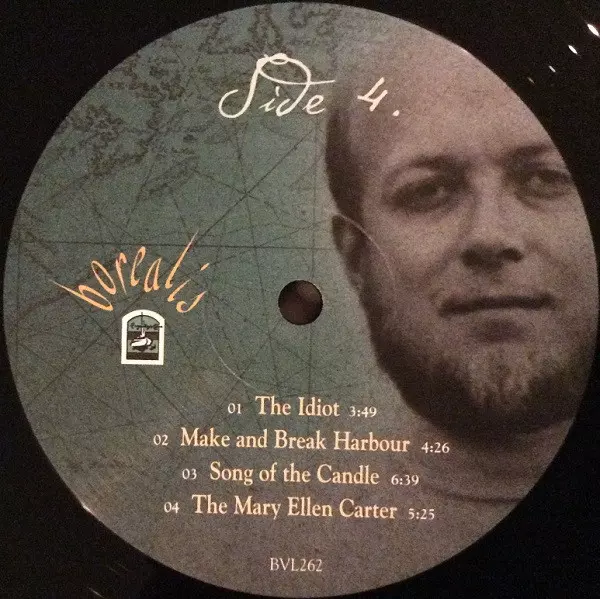 Side 4.
borealis
01 The Idiot 3:49
02 Make and Break Harbour 4:26
03 Song of the Candle 6:39
04 The Mary Ellen Carter 5:25
BVL262